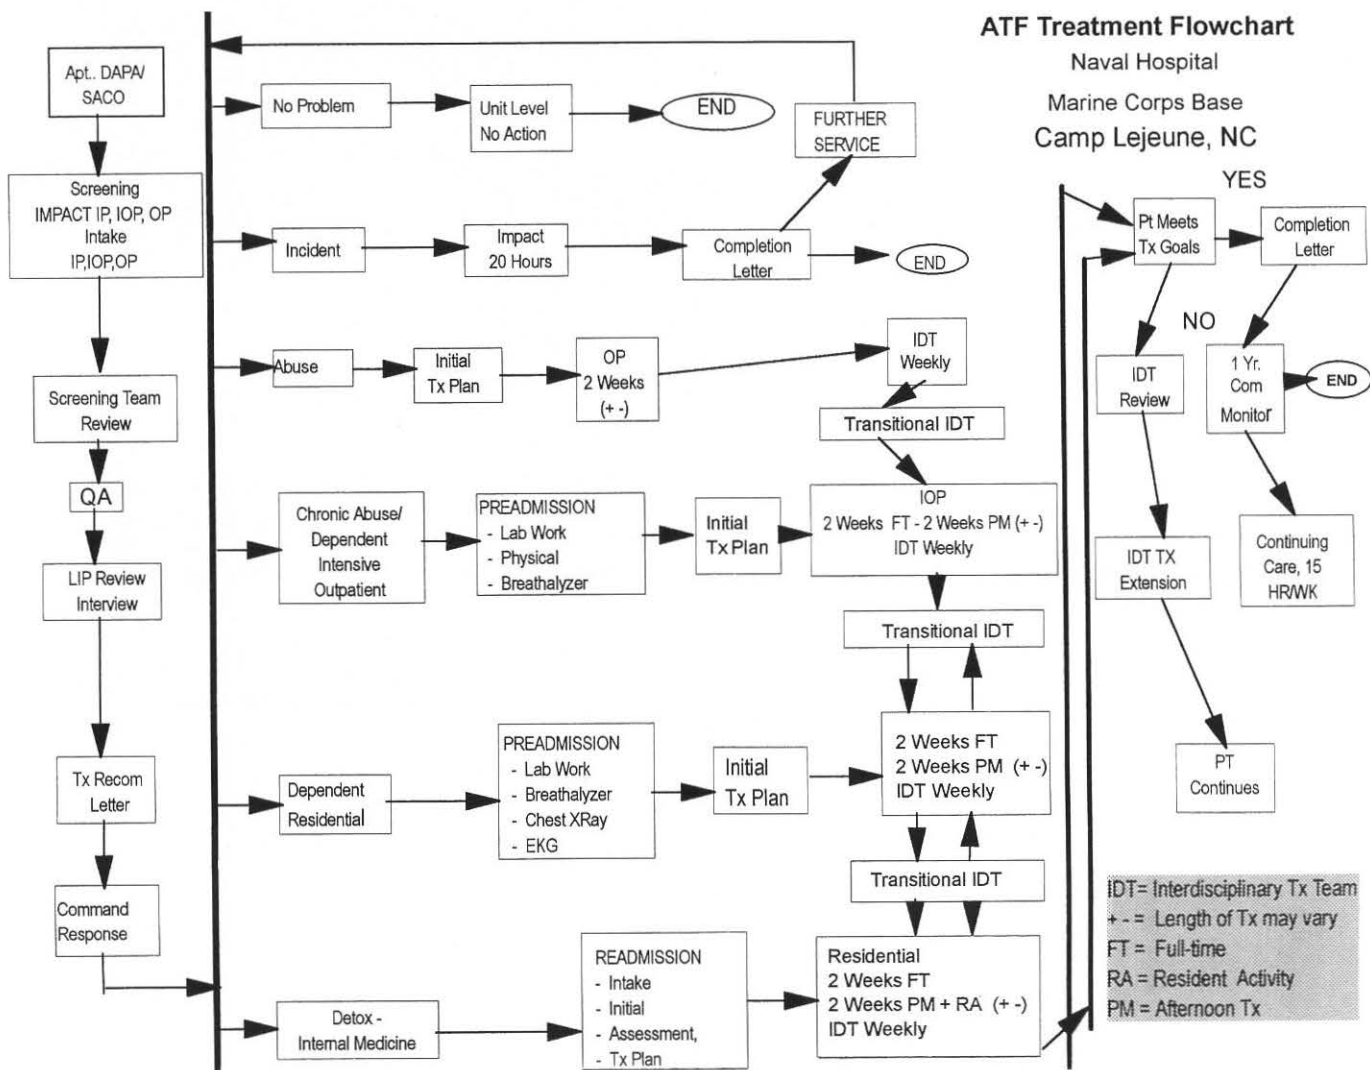 ATF Treatment Flowchart
Naval Hospital
Marine Corps Base
Camp Lejeune, NC
Apt.. DAPA/
SACO
Screening
IMPACT IP, IOP, OP
Intake
IP,IOP,OP
Screening Team
Review
QA
LIP Review
Interview
Tx Recom
Letter
Command
Response
No Problem
Unit Level
No Action
END
FURTHER
SERVICE
Incident
Impact
20 Hours
Completion
Letter
END
Abuse
Initial
Tx Plan
OP
2 Weeks
(+ -)
IDT
Weekly
Transitional IDT
Chronic Abuse/
Dependent
Intensive
Outpatient
PREADMISSION
- Lab Work
- Physical
- Breathalyzer
Initial
Tx Plan
IOP
2 Weeks FT - 2 Weeks PM (+ -)
IDT Weekly
Transitional IDT
Dependent
Residential
PREADMISSION
- Lab Work
- Breathalyzer
- Chest XRay
- EKG
Initial
Tx Plan
2 Weeks FT
2 Weeks PM (+ -)
IDT Weekly
Transitional IDT
Detox -
Internal Medicine
READMISSION
- Intake
- Initial
- Assessment,
- Tx Plan
Residential
2 Weeks FT
2 Weeks PM + RA (+ -)
IDT Weekly
YES
Pt Meets
Tx Goals
Completion
Letter
NO
IDT
Review
1 Yr.
Com
Monitor
END
IDT TX
Extension
Continuing
Care, 15
HR/WK
PT
Continues
IDT= Interdisciplinary Tx Team
+ - = Length of Tx may vary
FT = Full-time
RA = Resident Activity
PM = Afternoon Tx